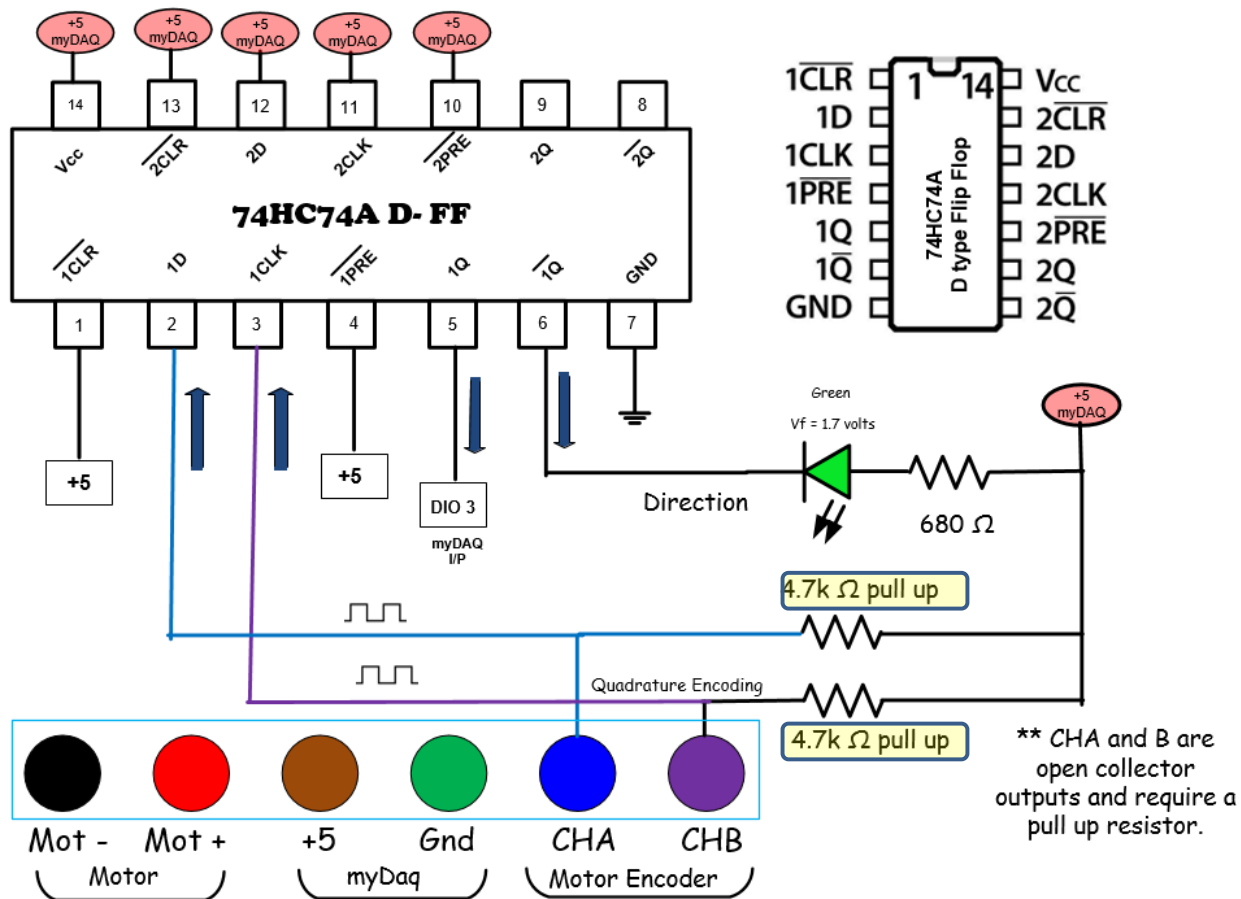 +5
myDAQ
+5
myDAQ
+5
myDAQ
+5
myDAQ
+5
myDAQ
14
13
12
11
10
9
8
Vcc
2CLR
2D
2CLK
2PRE
2Q
2Q
74HC74A D- FF
1CLR
1D
1CLK
1PRE
1Q
1Q
GND
1
2
3
4
5
6
7
+5
+5
DIO 3
myDAQ
I/P
1CLR
1D
1CLK
1PRE
1Q
1Q
GND
1 14
74HC74A
D type Flip Flop
Vcc
2CLR
2D
2CLK
2PRE
2Q
2Q
Green
Vf = 1.7 volts
+5
myDAQ
Direction
680 Ω
4.7k Ω pull up
Quadrature Encoding
4.7k Ω pull up
** CHA and B are
open collector
outputs and require a
pull up resistor.
Mot - Mot + +5 Gnd CHA CHB
Motor myDaq Motor Encoder